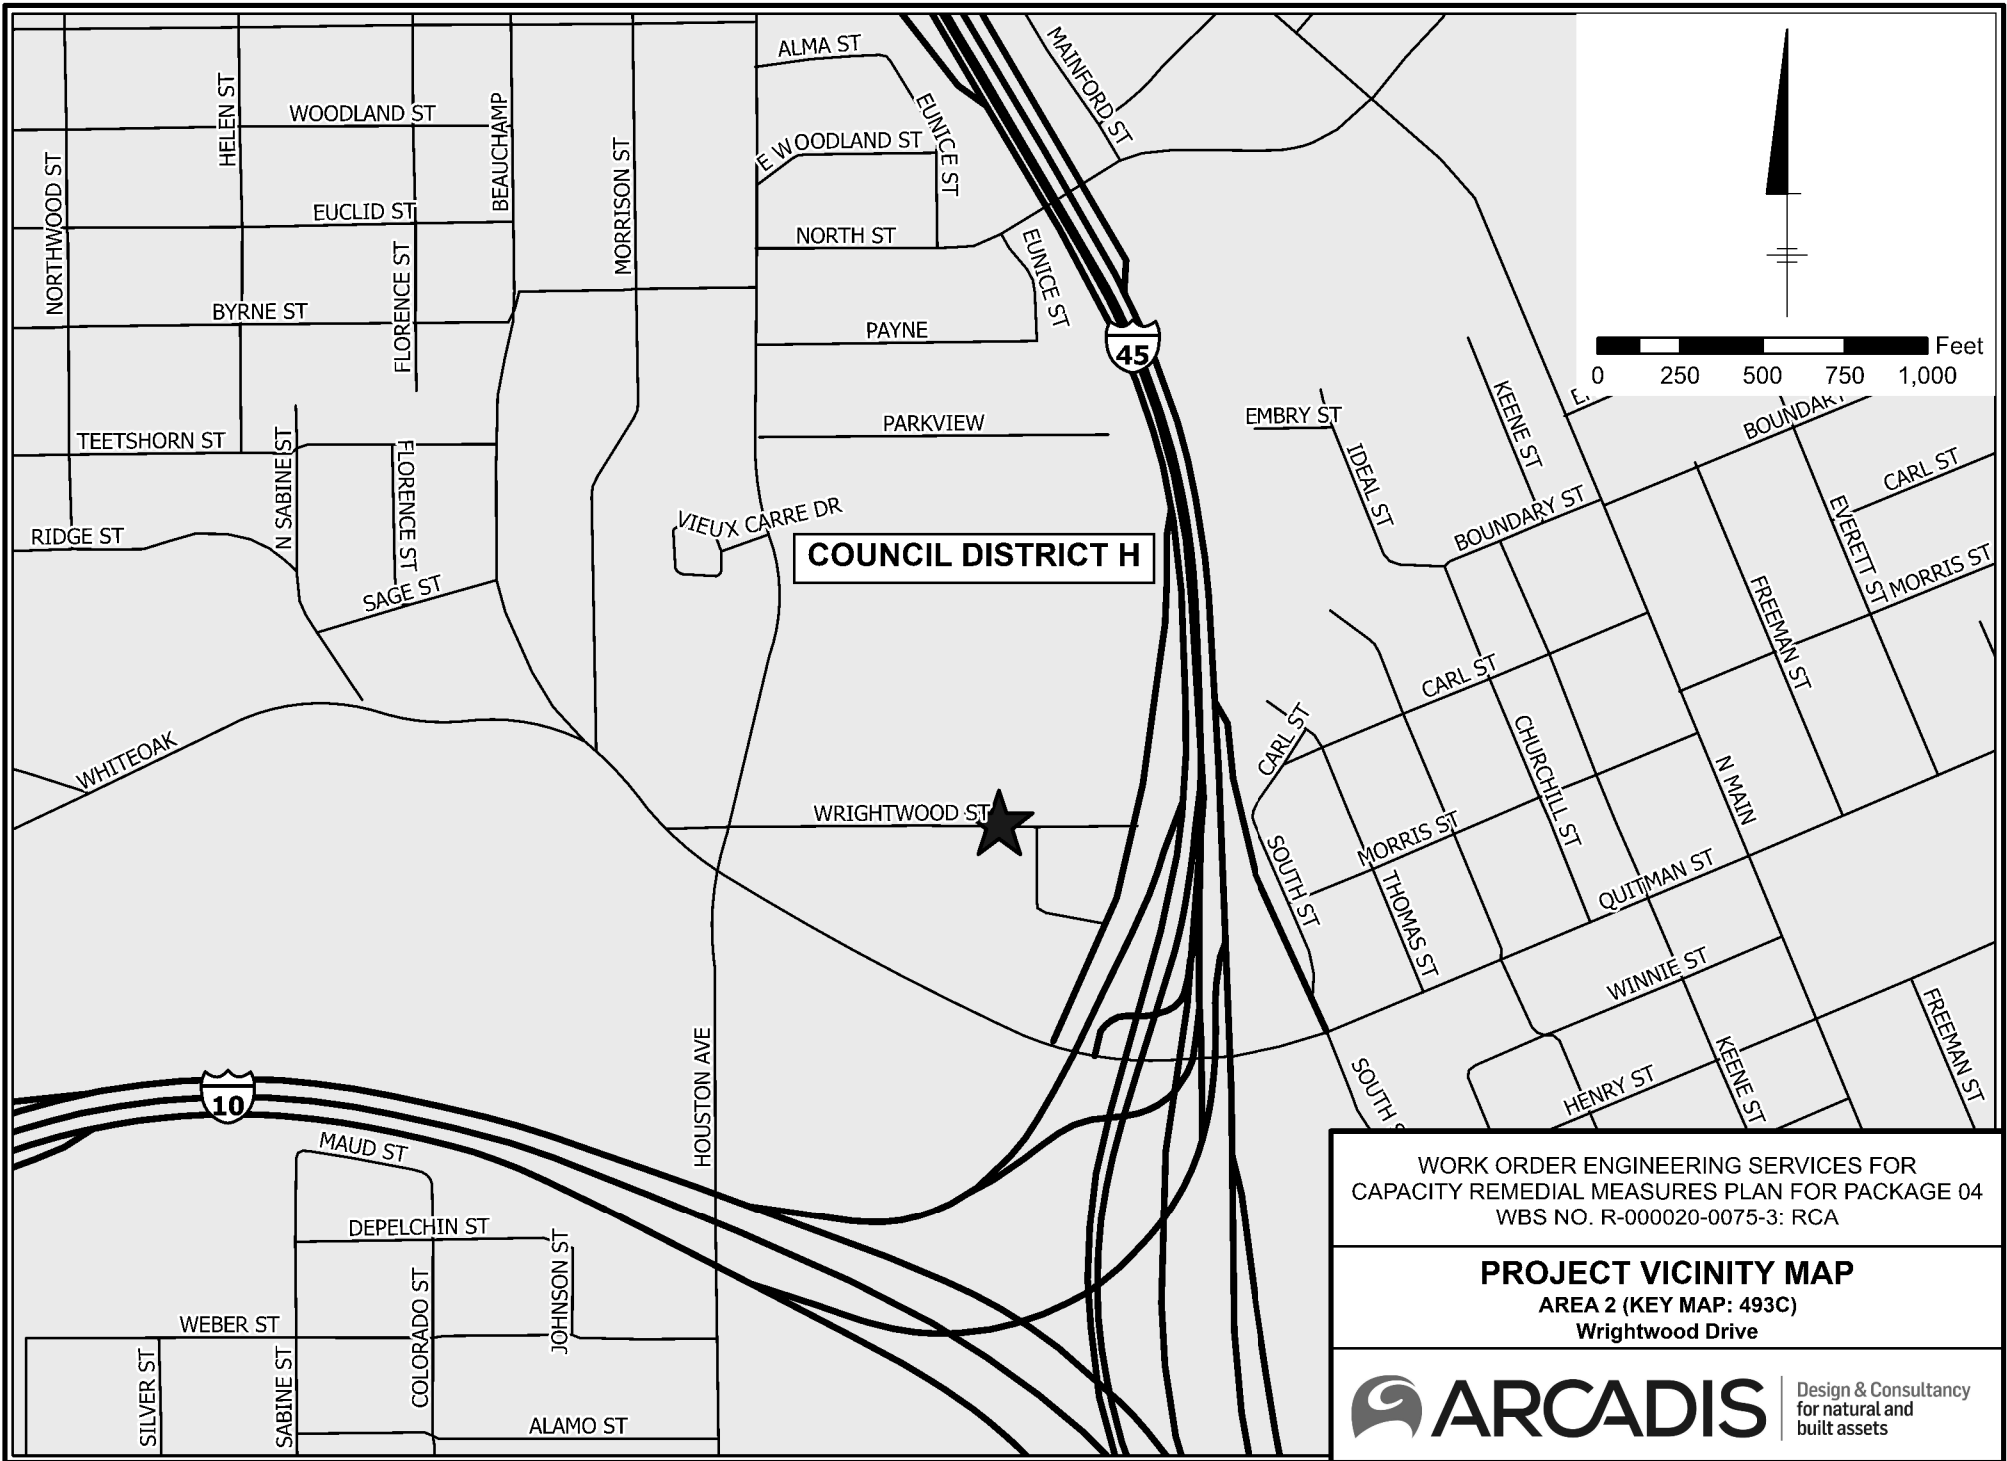 ALMA ST
MAINFORD ST
HELEN ST
WOODLAND ST
BEAUCHAMP
EUNICE ST
E WOODLAND ST
NORTHWOOD ST
MORRISON ST
EUCLID ST
NORTH ST
FLORENCE ST
EUNICE ST
BYRNE ST
PAYNE
45
Feet
0 250 500 750 1,000
KEENE ST
BOUNDARY
TEETSHORN ST
N SABINE ST
FLORENCE ST
PARKVIEW
EMBRY ST
IDEAL ST
CARL ST
EVERETT ST
RIDGE ST
VIEUX CARRE DR
BOUNDARY ST
COUNCIL DISTRICT H
MORRIS ST
SAGE ST
FREEMAN ST
CARL ST
WHITEOAK
CARL ST
CHURCHILL ST
N MAIN
WRIGHTWOOD ST
MORRIS ST
SOUTH ST
THOMAS ST
QUITMAN ST
WINNIE ST
FREEMAN ST
HOUSTON AVE
SOUTH S
HENRY ST
KEENE ST
10
MAUD ST
DEPELCHIN ST
JOHNSON ST
COLORADO ST
WEBER ST
SILVER ST
SABINE ST
ALAMO ST
WORK ORDER ENGINEERING SERVICES FOR
CAPACITY REMEDIAL MEASURES PLAN FOR PACKAGE 04
WBS NO. R-000020-0075-3: RCA
PROJECT VICINITY MAP
AREA 2 (KEY MAP: 493C)
Wrightwood Drive
ARCADIS
Design & Consultancy
for natural and
built assets